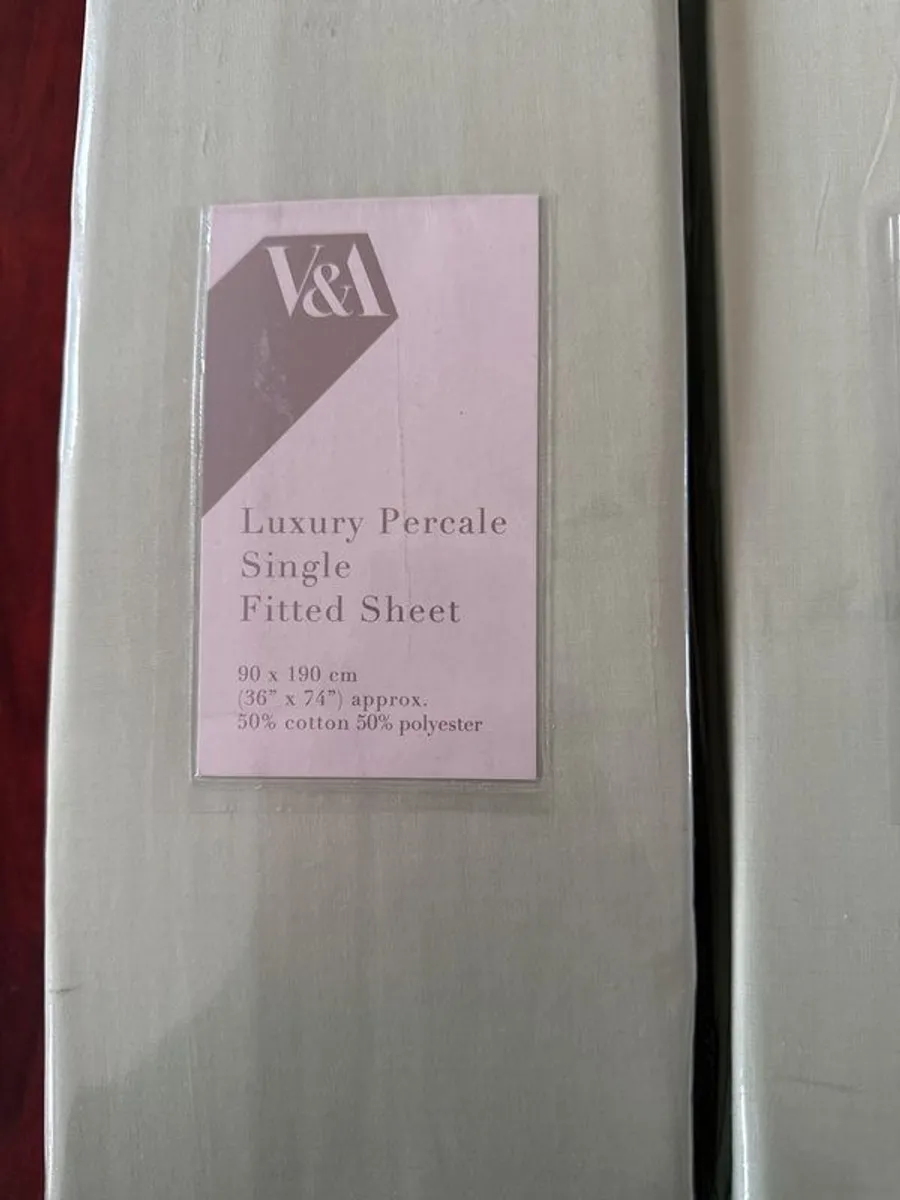 V&A
Luxury Percale
Single
Fitted Sheet
90 x 190 cm
(36” x 74”) approx.
50% cotton 50% polyester